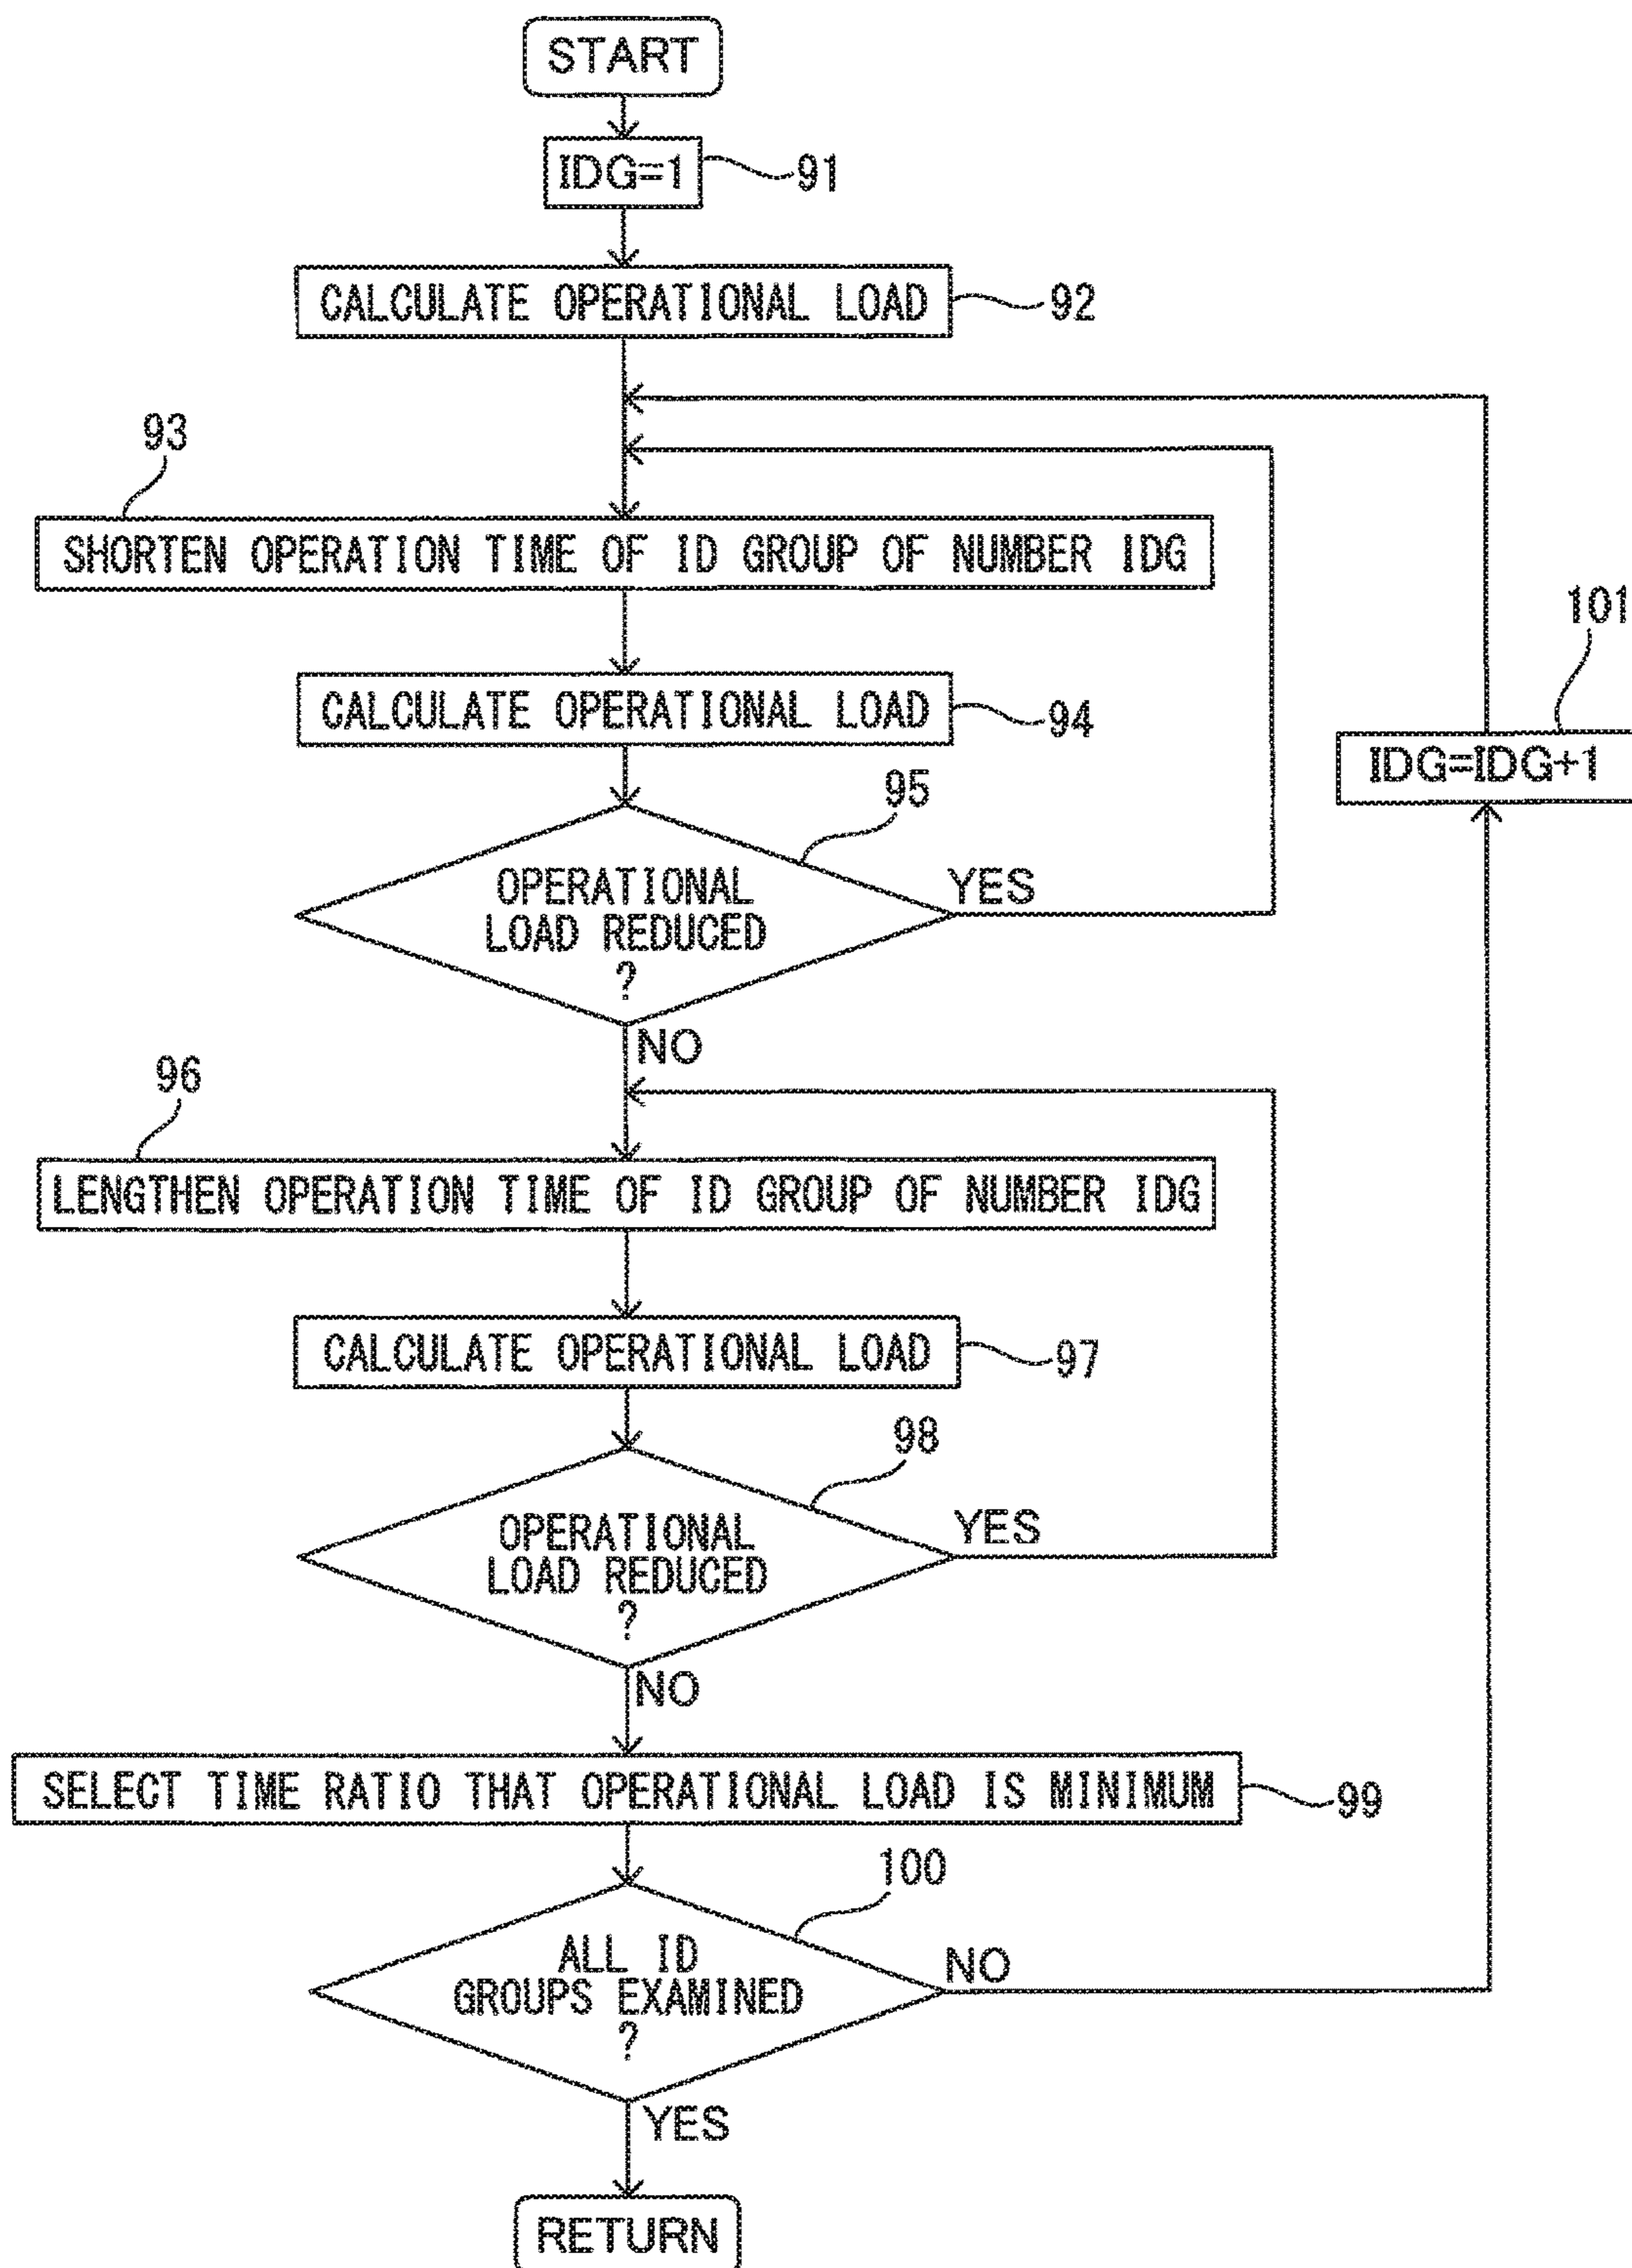 START
IDG=1
91
CALCULATE OPERATIONAL LOAD
92
93
SHORTEN OPERATION TIME OF ID GROUP OF NUMBER IDG
101
CALCULATE OPERATIONAL LOAD
94
IDG=IDG+1
95
OPERATIONAL
LOAD REDUCED
?
YES
NO
96
LENGTHEN OPERATION TIME OF ID GROUP OF NUMBER IDG
CALCULATE OPERATIONAL LOAD
97
98
OPERATIONAL
LOAD REDUCED
?
YES
NO
SELECT TIME RATIO THAT OPERATIONAL LOAD IS MINIMUM
99
100
ALL ID
GROUPS EXAMINED
?
NO
YES
RETURN